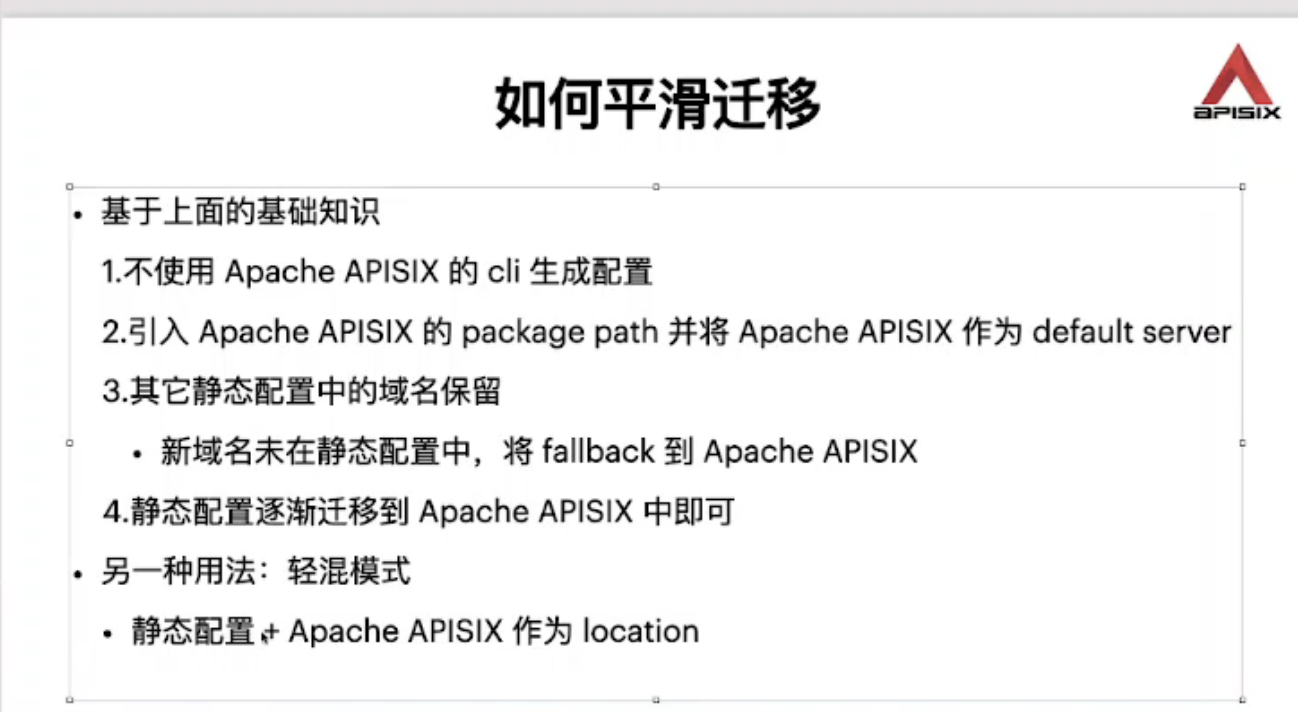 如何平滑迁移
APISIX
• 基于上面的基础知识
1.不使用 Apache APISIX 的 cli 生成配置
2.引入 Apache APISIX 的 package path 并将 Apache APISIX 作为 default server
3.其它静态配置中的域名保留
• 新域名未在静态配置中，将 fallback 到 Apache APISIX
4.静态配置逐渐迁移到 Apache APISIX 中即可
• 另一种用法：轻混模式
• 静态配置 + Apache APISIX 作为 location